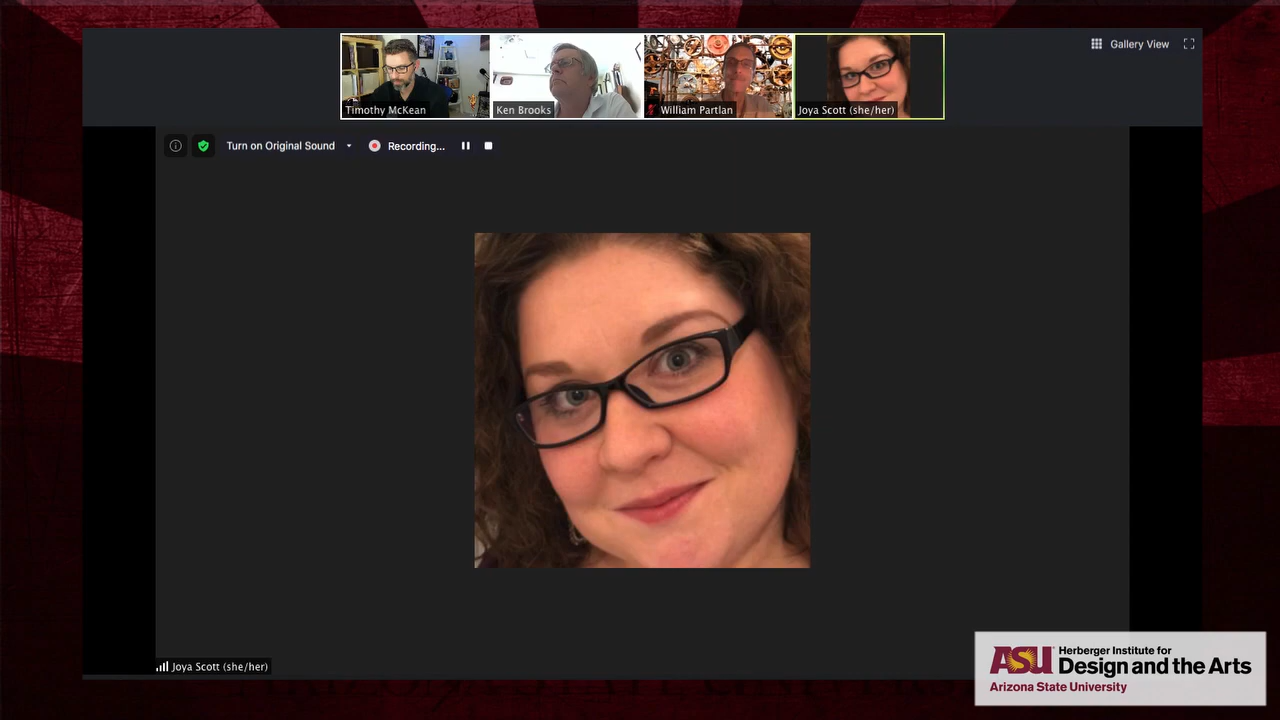 Gallery View
Timothy McKean
Ken Brooks
William Partlan
Joya Scott (she/her)
Turn on Original Sound
Recording...
Joya Scott (she/her)
ASU Herberger Institute for
Design and the Arts
Arizona State University